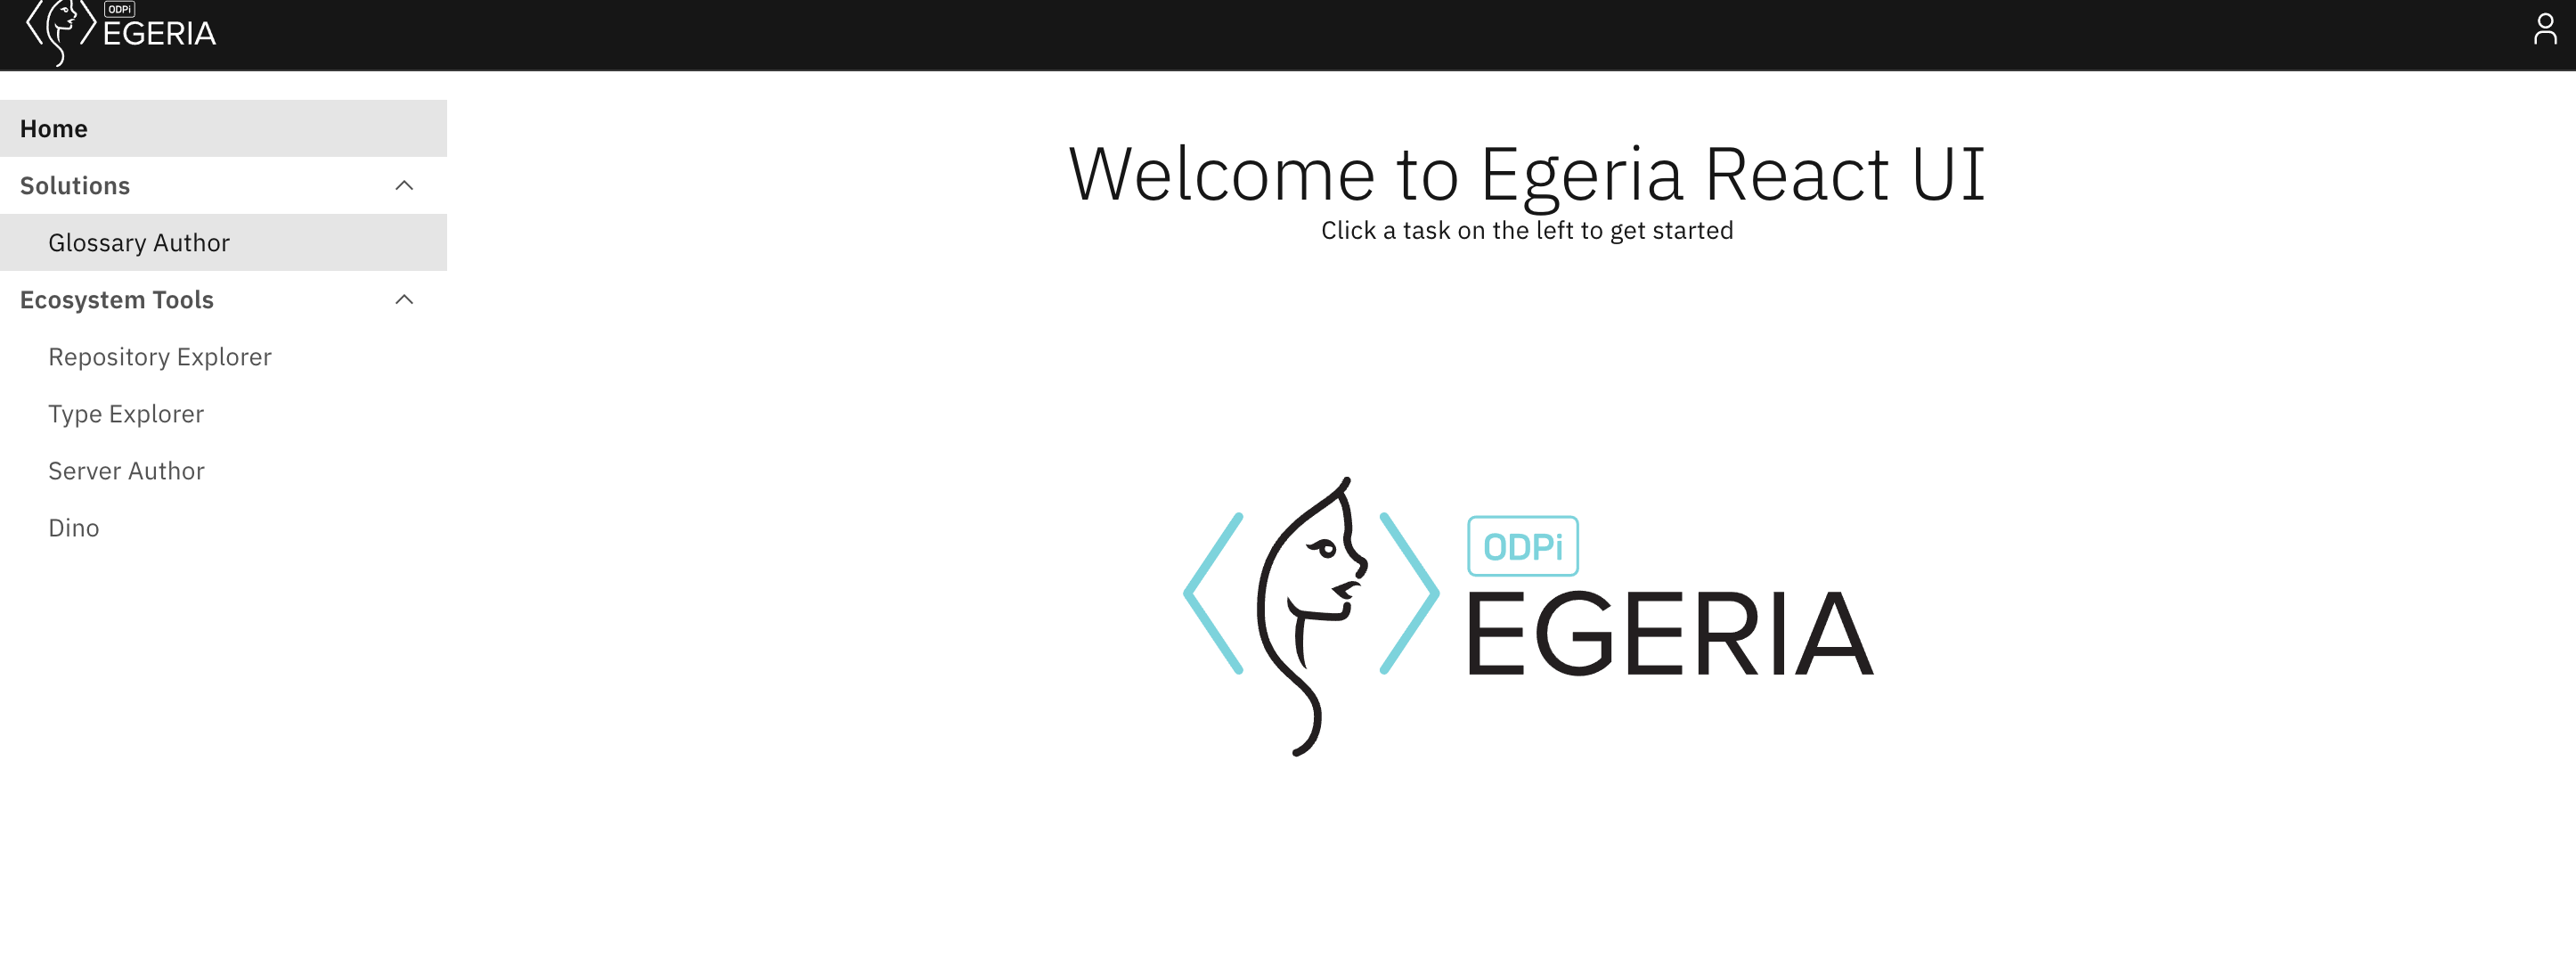 ODPi
EGERIA
Home
Solutions
Glossary Author
Ecosystem Tools
Repository Explorer
Type Explorer
Server Author
Dino
Welcome to Egeria React UI
Click a task on the left to get started
ODPi
EGERIA